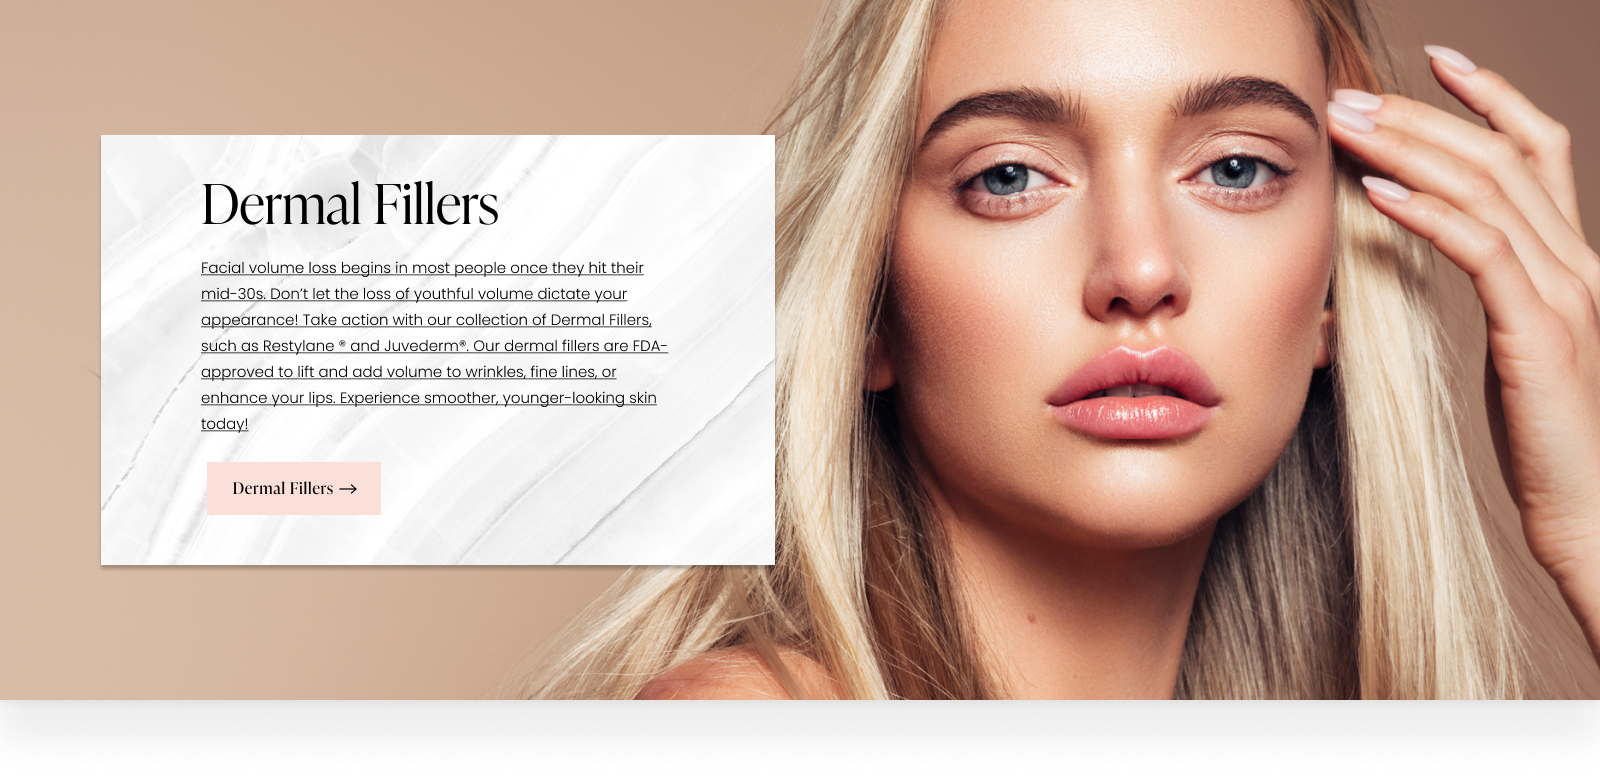 Dermal Fillers
Facial volume loss begins in most people once they hit their
mid-30s. Don’t let the loss of youthful volume dictate your
appearance! Take action with our collection of Dermal Fillers,
such as Restylane ® and Juvederm®. Our dermal fillers are FDA-
approved to lift and add volume to wrinkles, fine lines, or
enhance your lips. Experience smoother, younger-looking skin
today!
Dermal Fillers →